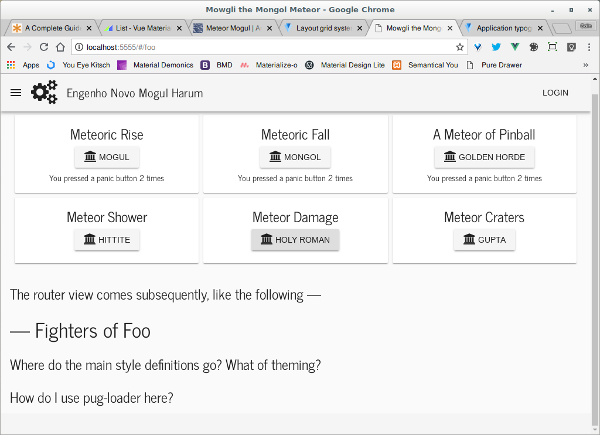 Mowgli the Mongol Meteor - Google Chrome
A Complete Guid
List - Vue Materia
Meteor Mogul | A
Layout grid system
Mowgli the Mong
Application typog
localhost:5555/#/foo
Apps You Eye Kitsch Material Demonics BMD Materialize-o Material Design Lite Semantical You Pure Drawer
Engenho Novo Mogul Harum LOGIN
Meteoric Rise Meteoric Fall A Meteor of Pinball
MOGUL MONGOL GOLDEN HORDE
You pressed a panic button 2 times You pressed a panic button 2 times You pressed a panic button 2 times
Meteor Shower Meteor Damage Meteor Craters
HITTITE HOLY ROMAN GUPTA
The router view comes subsequently, like the following —
— Fighters of Foo
Where do the main style definitions go? What of theming?
How do I use pug-loader here?